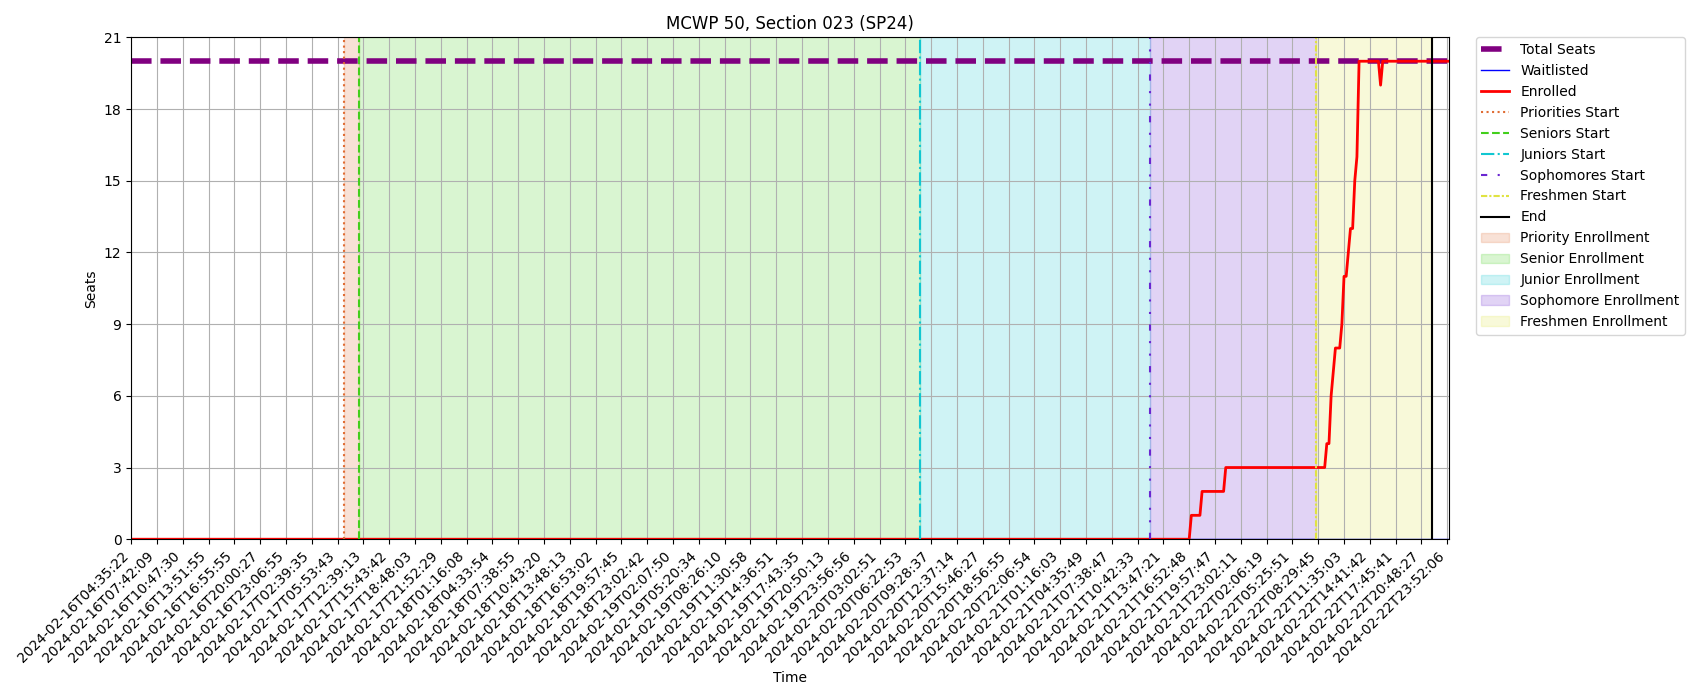 MCWP 50, Section 023 (SP24)
21
18
15
12
9
6
3
0
Seats
2024-02-16T04:35:22
2024-02-16T07:42:09
2024-02-16T10:47:30
2024-02-16T13:51:55
2024-02-16T16:55:55
2024-02-16T20:00:27
2024-02-16T23:06:55
2024-02-17T02:39:35
2024-02-17T05:53:43
2024-02-17T12:39:13
2024-02-17T15:43:42
2024-02-17T18:48:03
2024-02-17T21:52:29
2024-02-18T01:16:08
2024-02-18T04:33:54
2024-02-18T07:38:55
2024-02-18T10:43:20
2024-02-18T13:48:13
2024-02-18T16:53:02
2024-02-18T19:57:45
2024-02-18T23:02:42
2024-02-19T02:07:50
2024-02-19T05:20:34
2024-02-19T08:26:10
2024-02-19T11:30:58
2024-02-19T14:36:51
2024-02-19T17:43:35
2024-02-19T20:50:13
2024-02-19T23:56:56
2024-02-20T03:02:51
2024-02-20T06:22:53
2024-02-20T09:28:37
2024-02-20T12:37:14
2024-02-20T15:46:27
2024-02-20T18:56:55
2024-02-20T22:06:54
2024-02-21T01:16:03
2024-02-21T04:35:49
2024-02-21T07:38:47
2024-02-21T10:42:33
2024-02-21T13:47:21
2024-02-21T16:52:48
2024-02-21T19:57:47
2024-02-21T23:02:11
2024-02-22T02:06:19
2024-02-22T05:25:51
2024-02-22T08:29:45
2024-02-22T11:35:03
2024-02-22T14:41:42
2024-02-22T17:45:41
2024-02-22T20:48:27
2024-02-22T23:52:06
Time
Total Seats
Waitlisted
Enrolled
Priorities Start
Seniors Start
Juniors Start
Sophomores Start
Freshmen Start
End
Priority Enrollment
Senior Enrollment
Junior Enrollment
Sophomore Enrollment
Freshmen Enrollment